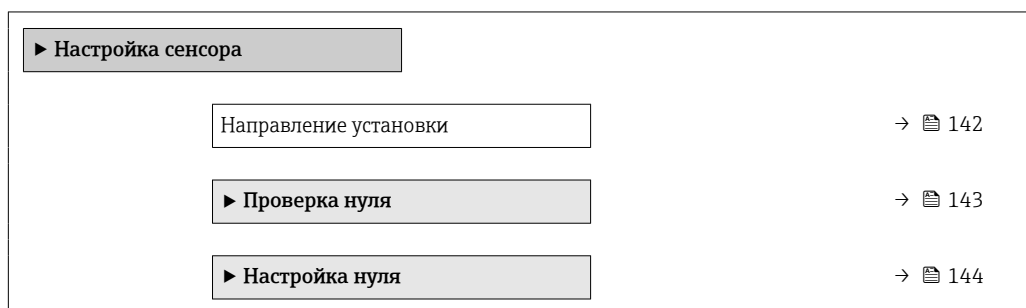 ▶ Настройка сенсора
Направление установки → 142
▶ Проверка нуля → 143
▶ Настройка нуля → 144